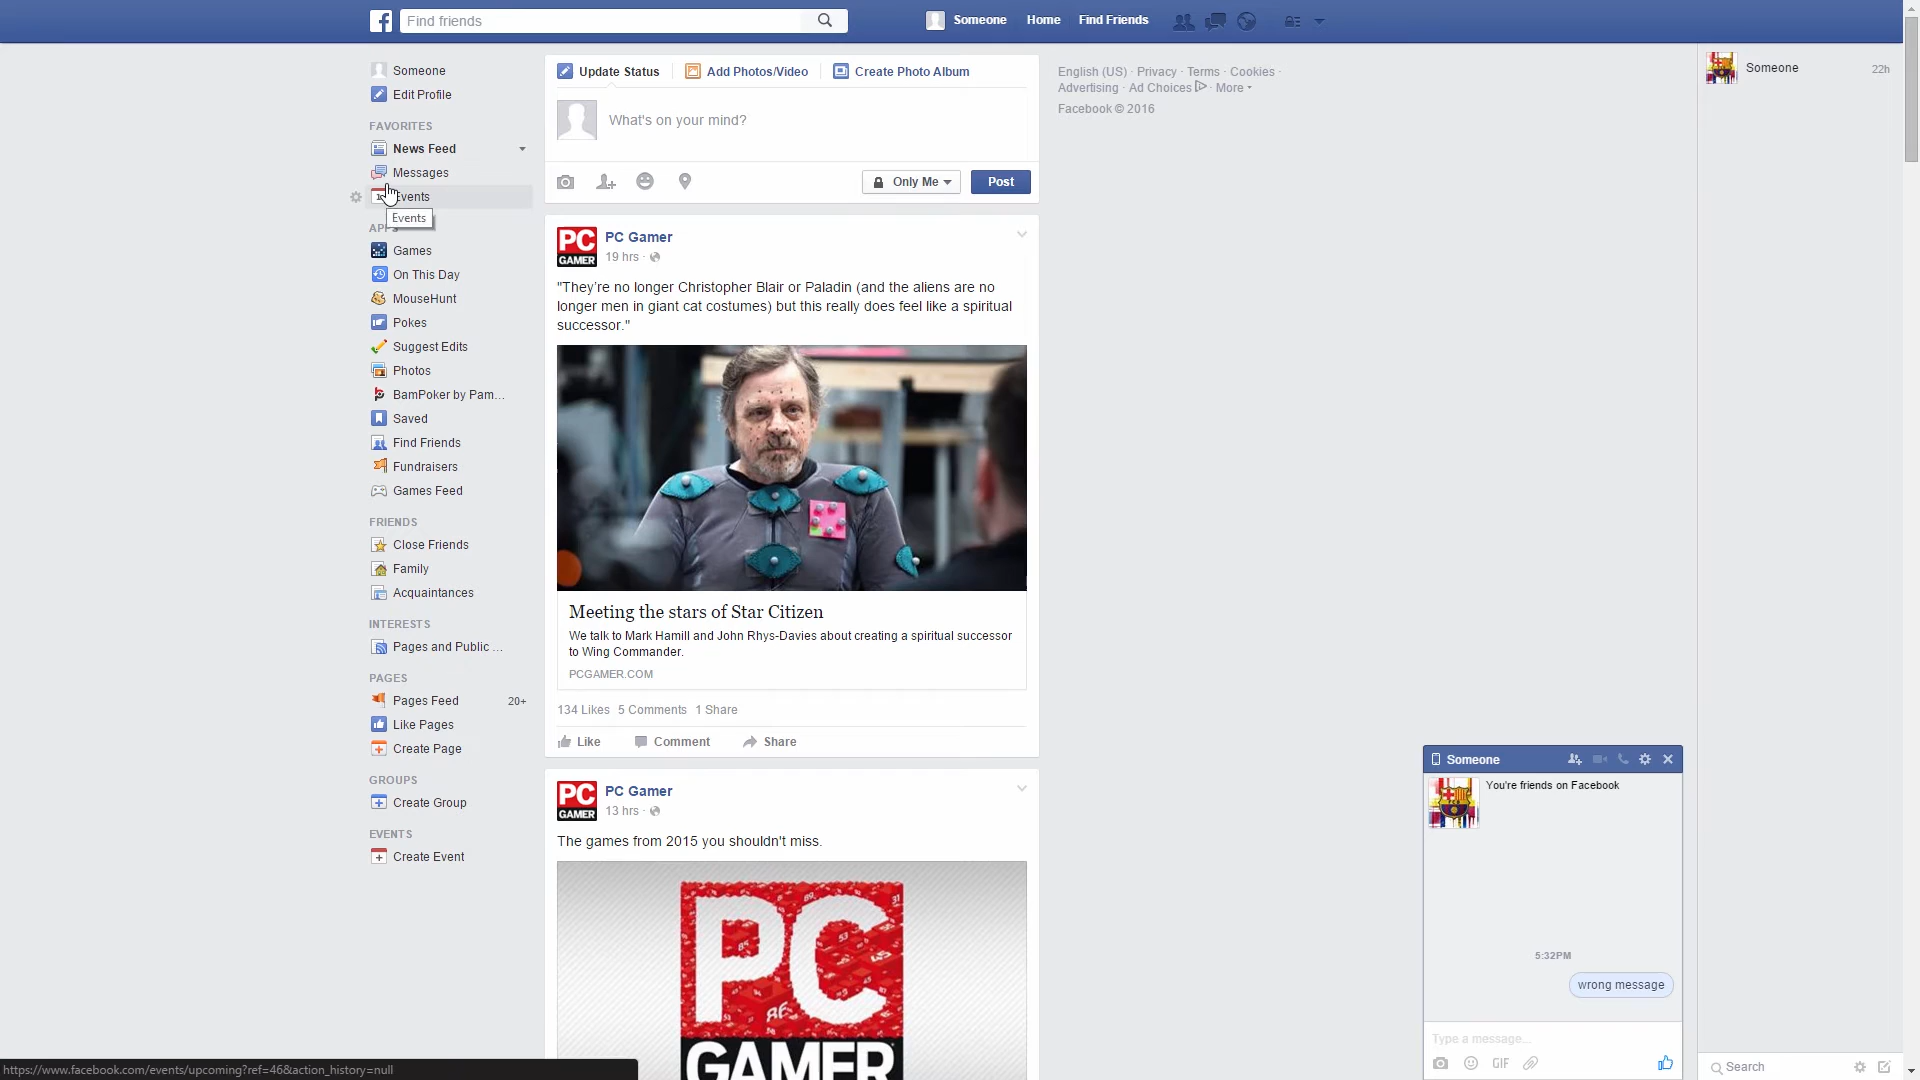 Find friends
Someone Home Find Friends
Someone
Edit Profile
FAVORITES
News Feed
Messages
Events
Events
Games
On This Day
MouseHunt
Pokes
Suggest Edits
Photos
BamPoker by Pam...
Saved
Find Friends
Fundraisers
Games Feed
FRIENDS
Close Friends
Family
Acquaintances
INTERESTS
Pages and Public ...
PAGES
Pages Feed 20+
Like Pages
Create Page
GROUPS
Create Group
EVENTS
Create Event
Update Status Add Photos/Video Create Photo Album
What's on your mind?
Only Me Post
PC GAMER
PC Gamer
19 hrs ·
"They're no longer Christopher Blair or Paladin (and the aliens are no
longer men in giant cat costumes) but this really does feel like a spiritual
successor."
Meeting the stars of Star Citizen
We talk to Mark Hamill and John Rhys-Davies about creating a spiritual successor
to Wing Commander.
PCGAMER.COM
134 Likes 5 Comments 1 Share
Like Comment Share
PC GAMER
PC Gamer
13 hrs ·
The games from 2015 you shouldn't miss.
PC
GAMER
English (US) · Privacy · Terms · Cookies ·
Advertising · Ad Choices · More
Facebook © 2016
Someone 22h
Someone
You're friends on Facebook
5:32PM
wrong message
Type a message...
GIF
Search
https://www.facebook.com/events/upcoming?ref=46&action_history=null